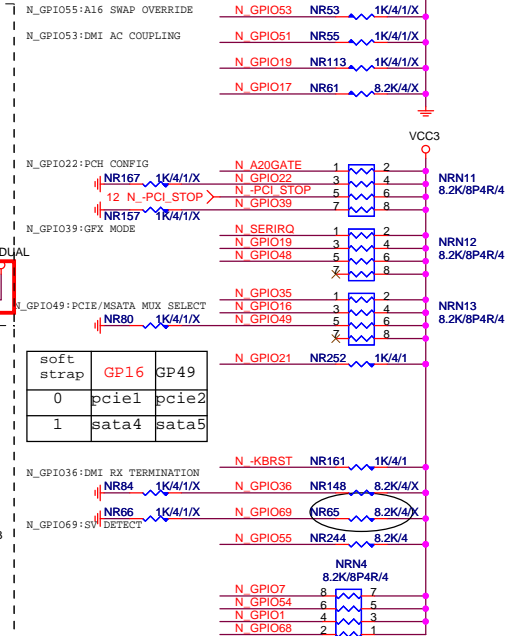 N_GPIO55:A16 SWAP OVERRIDE N_GPIO53 NR53 1K/4/1/X
N_GPIO53:DMI AC COUPLING N_GPIO51 NR55 1K/4/1/X
N_GPIO19 NR113 1K/4/1/X
N_GPIO17 NR61 8.2K/4/X
VCC3
N_GPIO22:PCH CONFIG N_A20GATE 1 2
NR167 1K/4/1/X N_GPIO22 3 4 NRN11
12 N_-PCI_STOP N_-PCI_STOP 5 6 8.2K/8P4R/4
NR157 1K/4/1/X N_GPIO39 7 8
N_GPIO39:GFX MODE N_SERIRQ 1 2
N_GPIO19 3 4 NRN12
DUAL N_GPIO48 5 6 8.2K/8P4R/4
7 8
N_GPIO35 1 2
N_GPIO49:PCIE/MSATA MUX SELECT N_GPIO16 3 4 NRN13
NR80 1K/4/1/X N_GPIO49 5 6 8.2K/8P4R/4
7 8
soft strap GP16 GP49
N_GPIO21 NR252 1K/4/1
0 pcie1 pcie2
1 sata4 sata5
N_-KBRST NR161 1K/4/1
N_GPIO36:DMI RX TERMINATION
NR84 1K/4/1/X N_GPIO36 NR148 8.2K/4/X
NR66 1K/4/1/X N_GPIO69 NR65 8.2K/4/X
N_GPIO69:SV DETECT
N_GPIO55 NR244 8.2K/4
NRN4
8.2K/8P4R/4
N_GPIO7 8 7
N_GPIO54 6 5
N_GPIO1 4 3
N_GPIO68 2 1